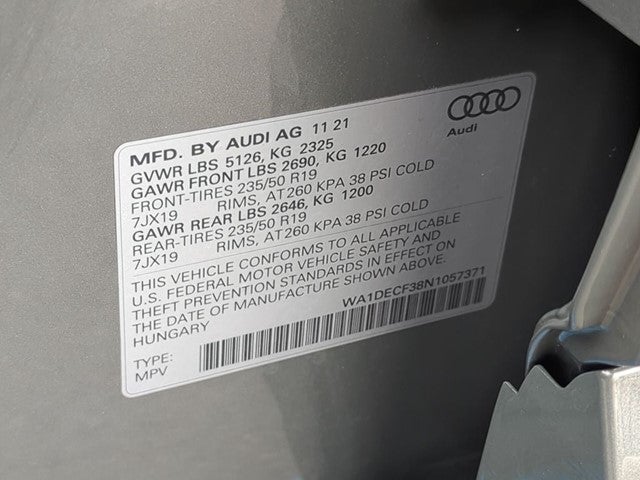 Audi
MFD. BY AUDI AG 11 21
GVWR LBS 5126, KG 2325
GAWR FRONT LBS 2690, KG 1220
FRONT-TIRES 235/50 R19
7JX19 RIMS, AT260 KPA 38 PSI COLD
GAWR REAR LBS 2646, KG 1200
REAR-TIRES 235/50 R19
7JX19 RIMS, AT260 KPA 38 PSI COLD
THIS VEHICLE CONFORMS TO ALL APPLICABLE
U.S. FEDERAL MOTOR VEHICLE SAFETY AND
THEFT PREVENTION STANDARDS IN EFFECT ON
THE DATE OF MANUFACTURE SHOWN ABOVE.
HUNGARY
WA1DECF38N1057371
TYPE:
MPV